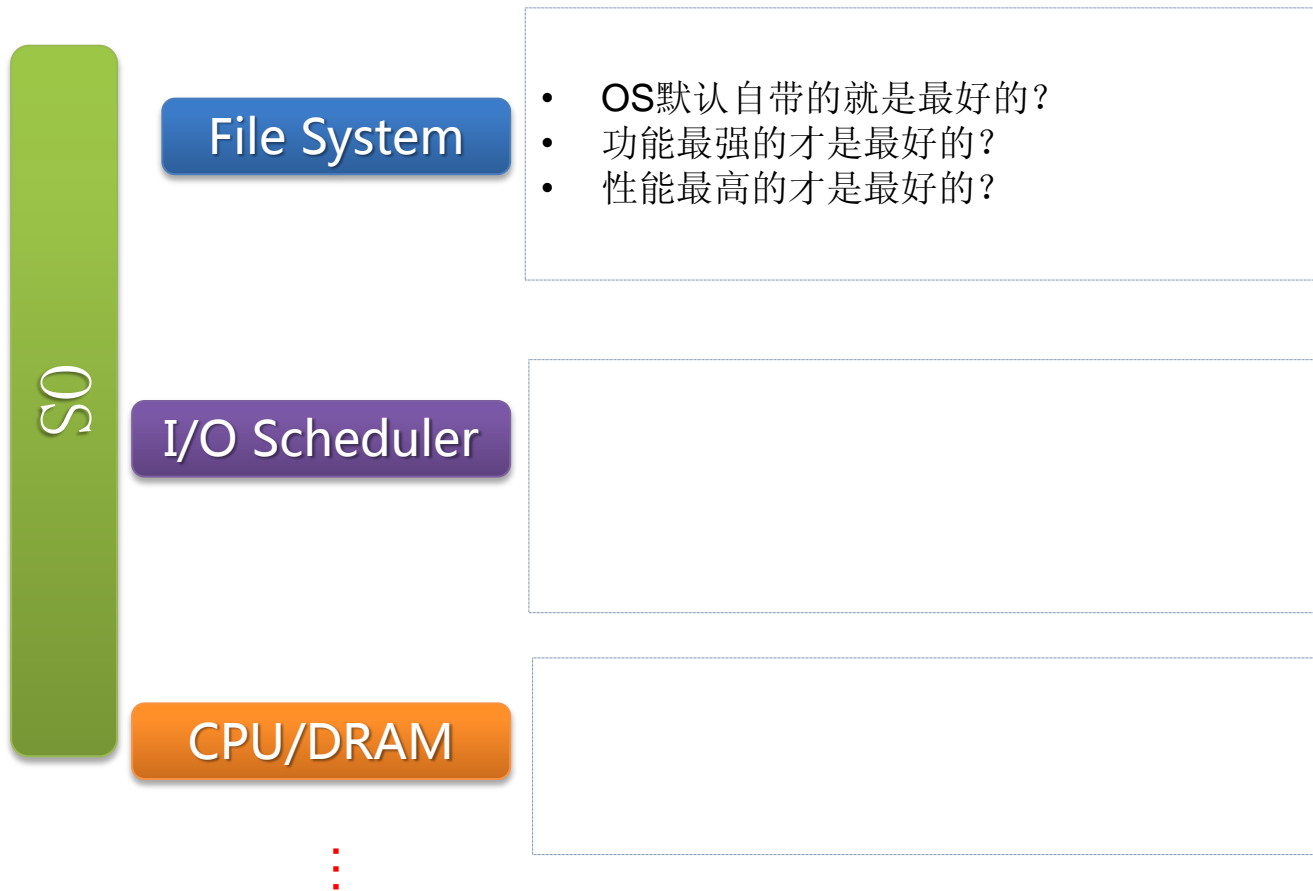 OS
File System
• OS默认自带的就是最好的？
• 功能最强的才是最好的？
• 性能最高的才是最好的？
I/O Scheduler
CPU/DRAM
⋮